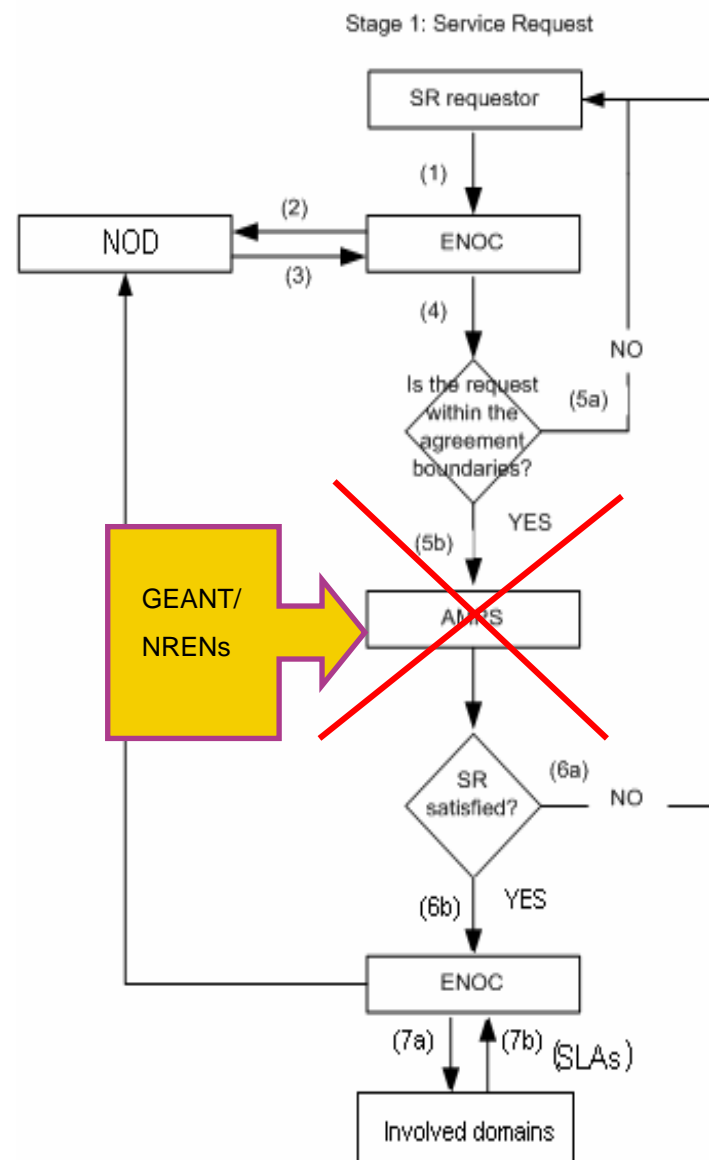 Stage 1: Service Request
SR requestor
(1)
(2)
NOD
ENOC
(3)
(4)
NO
Is the request
within the
agreement
boundaries?
(5a)
YES
(5b)
GEANT/
NRENs
AMPS
SR
satisfied?
(6a)
NO
(6b)
YES
ENOC
(7a)
(7b)
(SLAs)
Involved domains